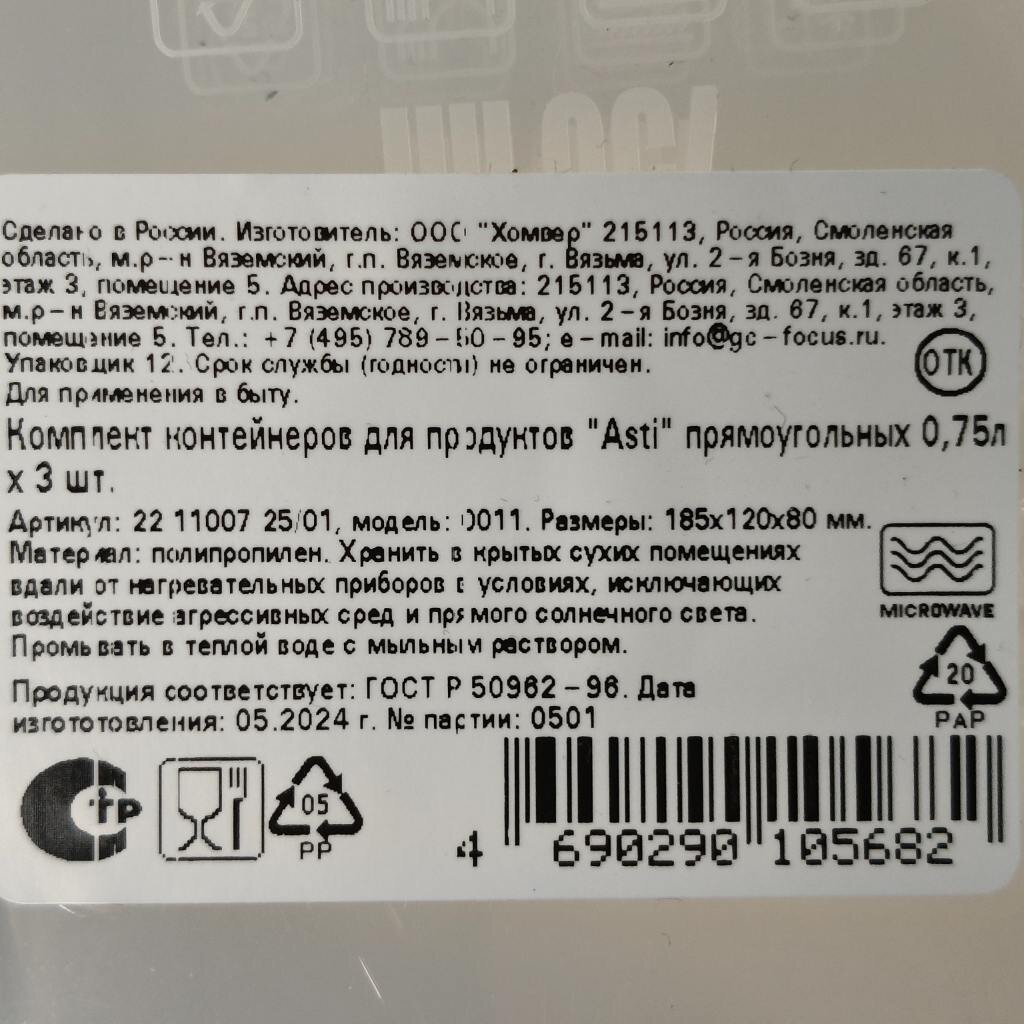 Сделано в России. Изготовитель: ООО "Хомвер" 215113, Россия, Смоленская
область, м.р-н Вяземский, г.п. Вяземское, г. Вязьма, ул. 2-я Бозня, зд. 67, к.1,
этаж 3, помещение 5. Адрес производства: 215113, Россия, Смоленская область,
м.р-н Вяземский, г.п. Вяземское, г. Вязьма, ул. 2-я Бозня, зд. 67, к.1, этаж 3,
помещение 5. Тел.: +7 (495) 789-50-95; e-mail: info@gc-focus.ru.
Упаковщик 12. Срок службы (годности) не ограничен.
ОТК
Для применения в быту.
Комплект контейнеров для продуктов "Asti" прямоугольных 0,75л
х 3 шт.
Артикул: 22 11007 25/01, модель: 0011. Размеры: 185х120х80 мм.
Материал: полипропилен. Хранить в крытых сухих помещениях
вдали от нагревательных приборов в условиях, исключающих
воздействие агрессивных сред и прямого солнечного света.
Промывать в теплой воде с мыльным раствором.
MICROWAVE
20
PAP
Продукция соответствует: ГОСТ Р 50962-96. Дата
изгототовления: 05.2024 г. № партии: 0501
СТР
05
PP
4 690290 105682